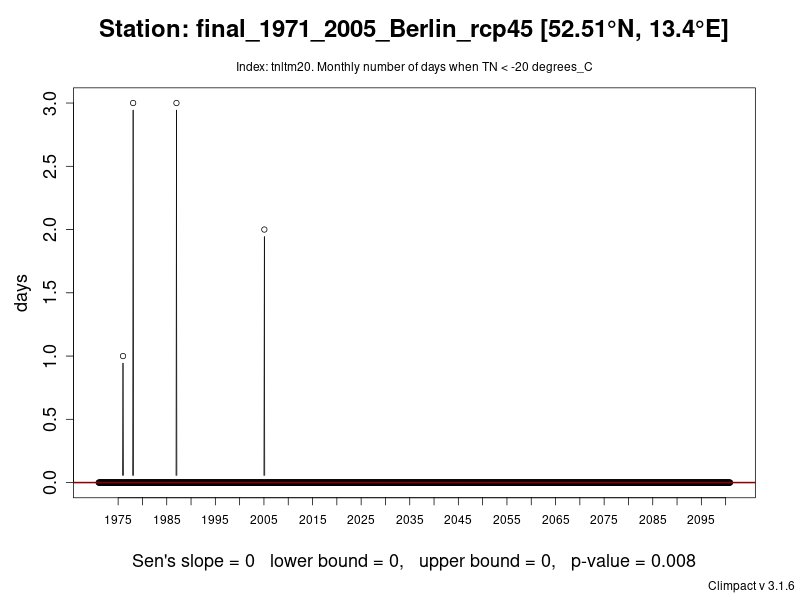 Station: final_1971_2005_Berlin_rcp45 [52.51°N, 13.4°E]
Index: tnltm20. Monthly number of days when TN < -20 degrees_C
3.0
2.5
2.0
1.5
1.0
0.5
0.0
days
1975 1985 1995 2005 2015 2025 2035 2045 2055 2065 2075 2085 2095
Sen's slope = 0 lower bound = 0, upper bound = 0, p-value = 0.008
Climpact v 3.1.6